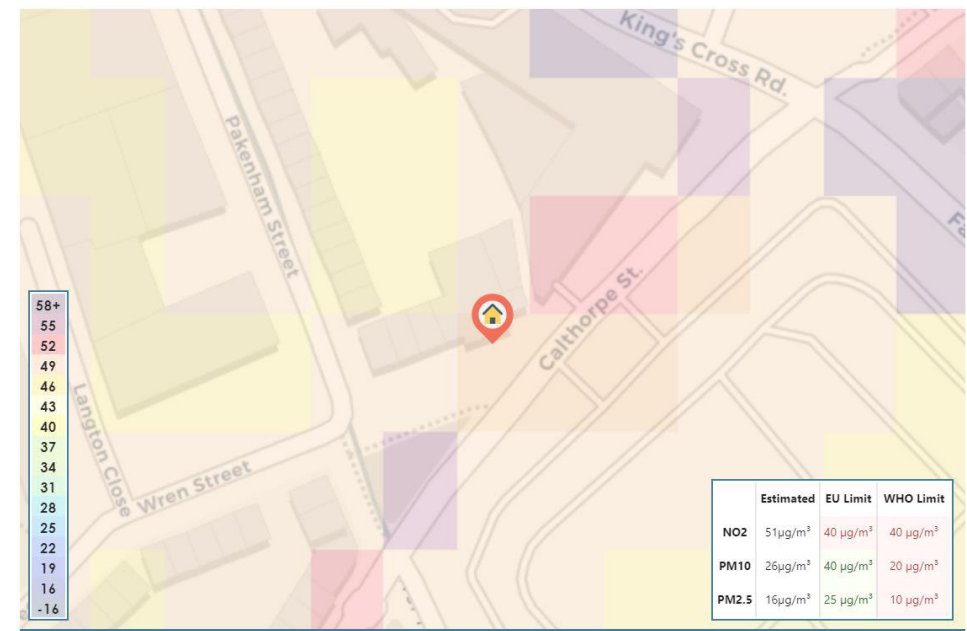 King's Cross Rd.
Pakenham Street
Calthorpe St.
Langton Close
Wren Street
58+
55
52
49
46
43
40
37
34
31
28
25
22
19
16
-16
Estimated EU Limit WHO Limit
NO2 51µg/m³ 40 µg/m³ 40 µg/m³
PM10 26µg/m³ 40 µg/m³ 20 µg/m³
PM2.5 16µg/m³ 25 µg/m³ 10 µg/m³